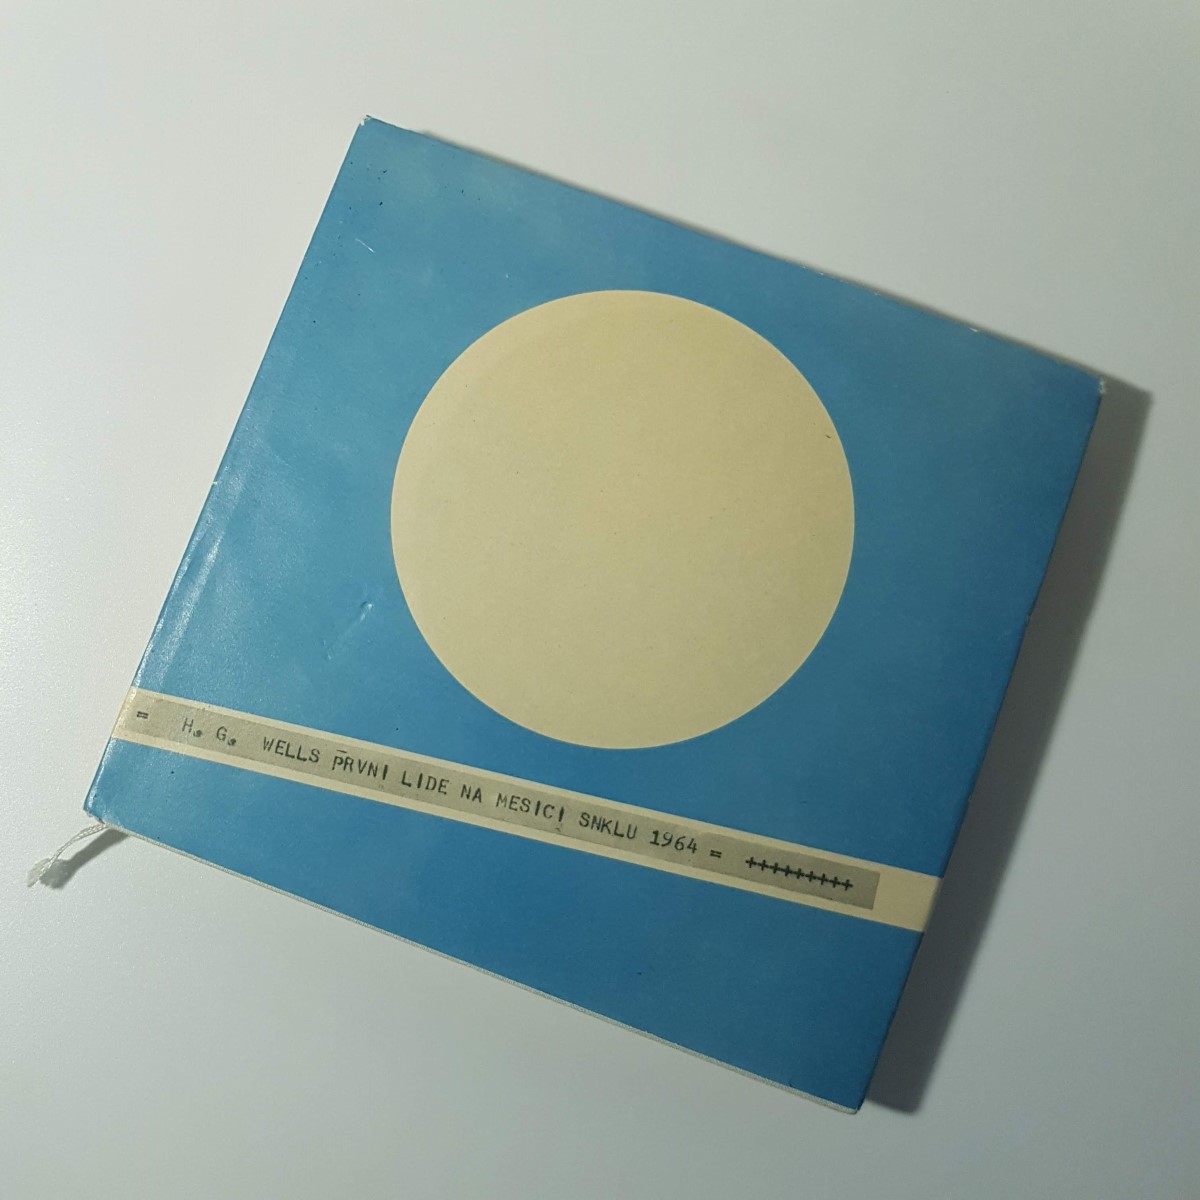 = H. G. WELLS PRVNI LIDE NA MESICI SNKLU 1964 = +++++++++